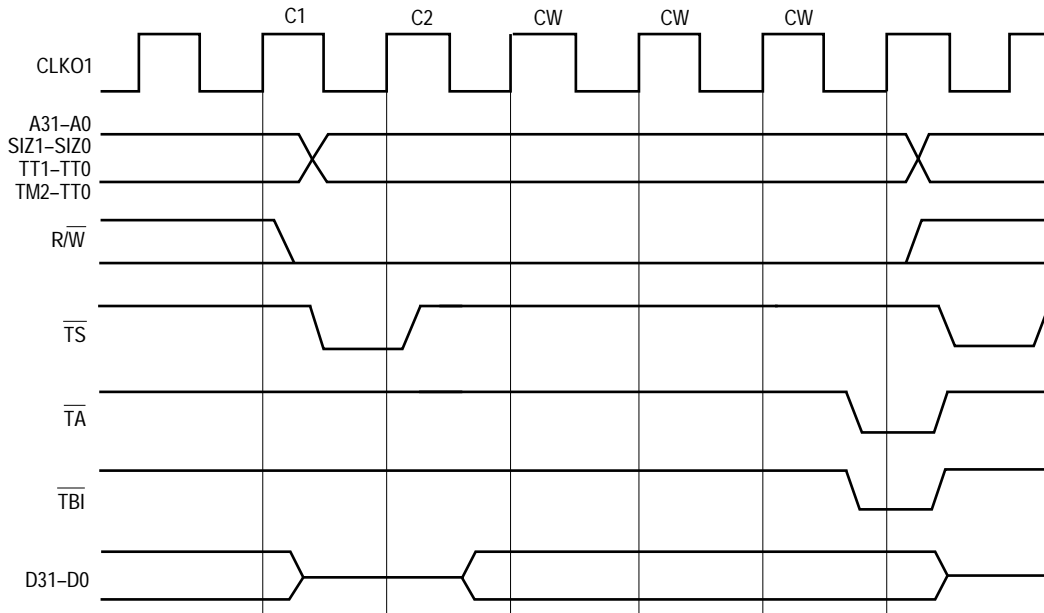 C1 C2 CW CW CW
CLKO1
A31–A0
SIZ1–SIZ0
TT1–TT0
TM2–TT0
R/W
TS
TA
TBI
D31–D0